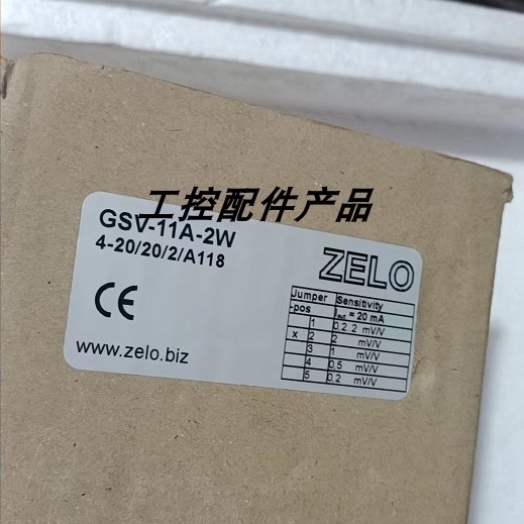 工控配件产品
GSV-11A-2W
4-20/20/2/A118
ZELO
CE
www.zelo.biz
Jumper -pos Sensitivity Iout = 20 mA
1 0,2 2 mV/V
x 2 2 mV/V
3 1 mV/V
4 0,5 mV/V
5 0,2 mV/V